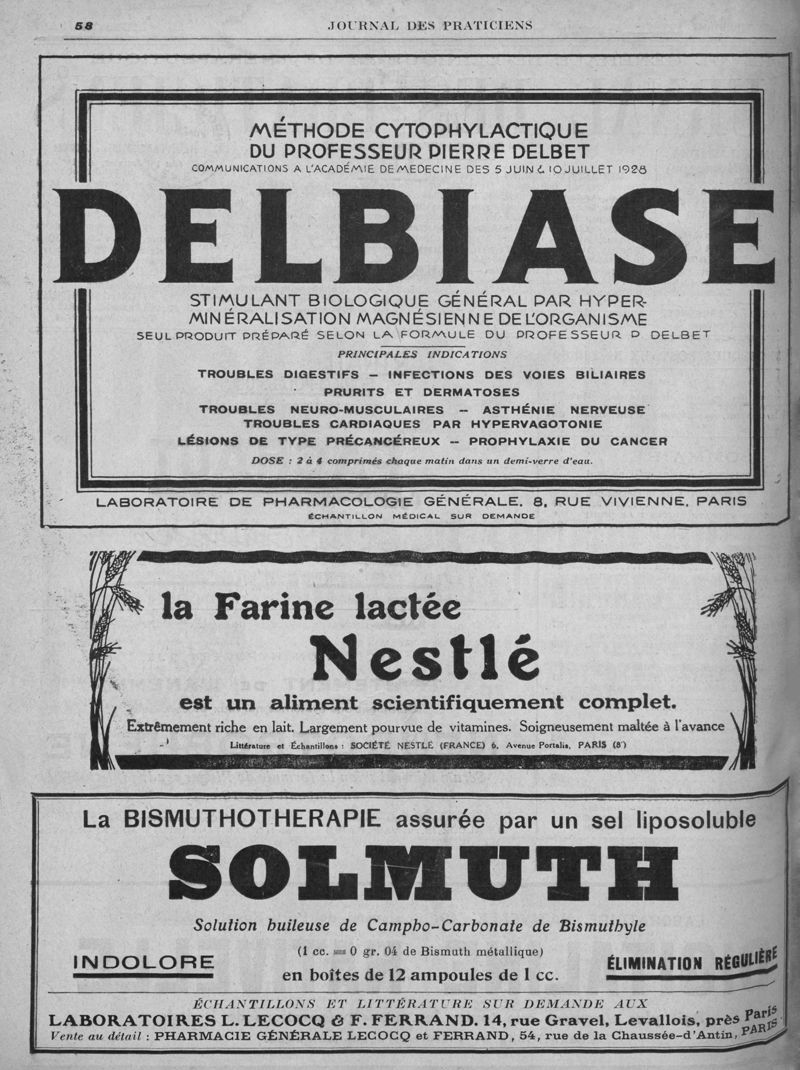 58
JOURNAL DES PRATICIENS
MÉTHODE CYTOPHYLACTIQUE
DU PROFESSEUR PIERRE DELBET
COMMUNICATIONS A L'ACADÉMIE DE MEDECINE DES 5 JUIN & 10 JUILLET 1928
DELBIASE
STIMULANT BIOLOGIQUE GÉNÉRAL PAR HYPER-
MINÉRALISATION MAGNÉSIENNE DE L'ORGANISME
SEUL PRODUIT PRÉPARÉ SELON LA FORMULE DU PROFESSEUR P. DELBET
PRINCIPALES INDICATIONS
TROUBLES DIGESTIFS — INFECTIONS DES VOIES BILIAIRES
PRURITS ET DERMATOSES
TROUBLES NEURO-MUSCULAIRES — ASTHÉNIE NERVEUSE
TROUBLES CARDIAQUES PAR HYPERVAGOTONIE
LÉSIONS DE TYPE PRÉCANCÉREUX — PROPHYLAXIE DU CANCER
DOSE : 2 à 4 comprimés chaque matin dans un demi-verre d'eau.
LABORATOIRE DE PHARMACOLOGIE GÉNÉRALE, 8, RUE VIVIENNE, PARIS
ÉCHANTILLON MÉDICAL SUR DEMANDE
la Farine lactée
Nestlé
est un aliment scientifiquement complet.
Extrêmement riche en lait. Largement pourvue de vitamines. Soigneusement maltée à l'avance
Littérature et Échantillons : SOCIÉTÉ NESTLÉ (FRANCE) 6, Avenue Portalis, PARIS (8e)
La BISMUTHOTHERAPIE assurée par un sel liposoluble
SOLMUTH
Solution huileuse de Campho-Carbonate de Bismuthyle
(1 cc. = 0 gr. 04 de Bismuth métallique)
INDOLORE
en boîtes de 12 ampoules de 1 cc.
ÉLIMINATION RÉGULIÈRE
ÉCHANTILLONS ET LITTÉRATURE SUR DEMANDE AUX
LABORATOIRES L. LECOCQ & F. FERRAND. 14, rue Gravel, Levallois, près Paris
Vente au détail : PHARMACIE GÉNÉRALE LECOCQ et FERRAND, 54, rue de la Chaussée-d'Antin, PARIS